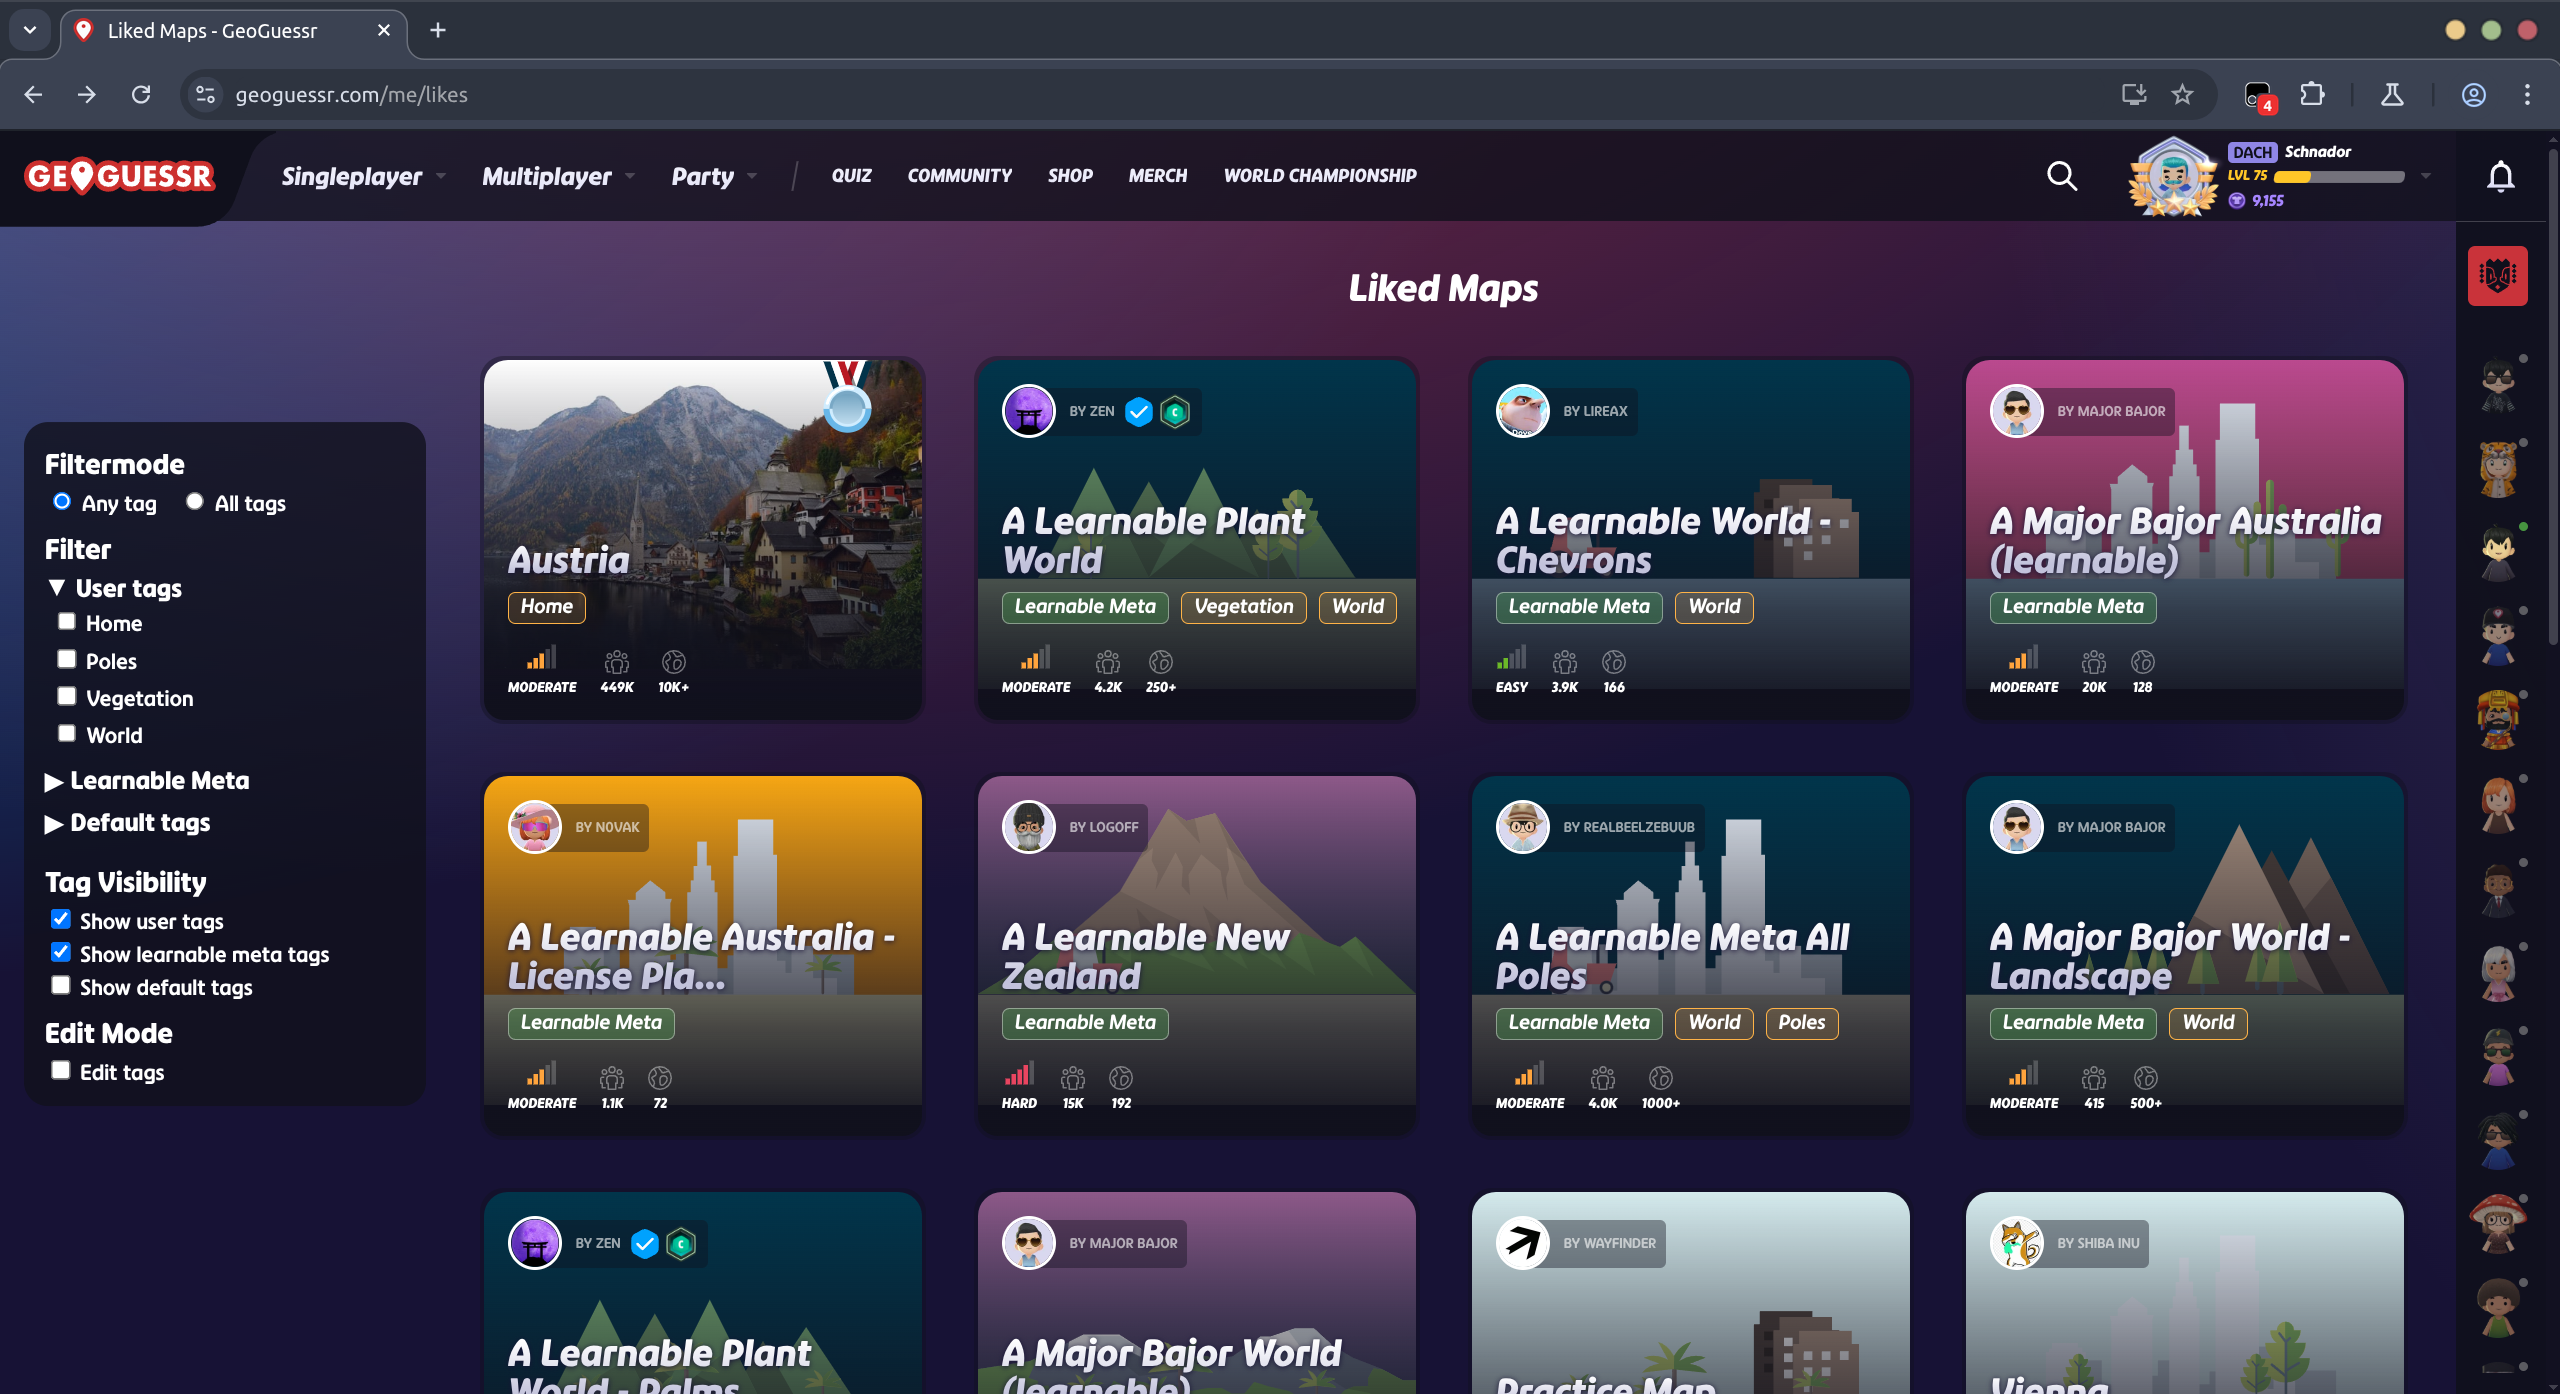 Liked Maps - GeoGuessr
geoguessr.com/me/likes
4
GEOGUESSR
Singleplayer
Multiplayer
Party
QUIZ
COMMUNITY
SHOP
MERCH
WORLD CHAMPIONSHIP
DACH Schnador
LVL 75
9,155
Liked Maps
Filtermode
Any tag
All tags
Filter
▼ User tags
Home
Poles
Vegetation
World
▶ Learnable Meta
▶ Default tags
Tag Visibility
Show user tags
Show learnable meta tags
Show default tags
Edit Mode
Edit tags
Austria
Home
MODERATE 449K 10K+
BY ZEN
A Learnable Plant
World
Learnable Meta Vegetation World
MODERATE 4.2K 250+
BY LIREAX
A Learnable World -
Chevrons
Learnable Meta World
EASY 3.9K 166
BY MAJOR BAJOR
A Major Bajor Australia
(learnable)
Learnable Meta
MODERATE 20K 128
BY NOVAK
A Learnable Australia -
License Pla...
Learnable Meta
MODERATE 1.1K 72
BY LOGOFF
A Learnable New
Zealand
Learnable Meta
HARD 15K 192
BY REALBEELZEBUUB
A Learnable Meta All
Poles
Learnable Meta World Poles
MODERATE 4.0K 1000+
BY MAJOR BAJOR
A Major Bajor World -
Landscape
Learnable Meta World
MODERATE 415 500+
BY ZEN
A Learnable Plant
World - Palms
BY MAJOR BAJOR
A Major Bajor World
(learnable)
BY WAYFINDER
Practice Map
BY SHIBA INU
Vienna